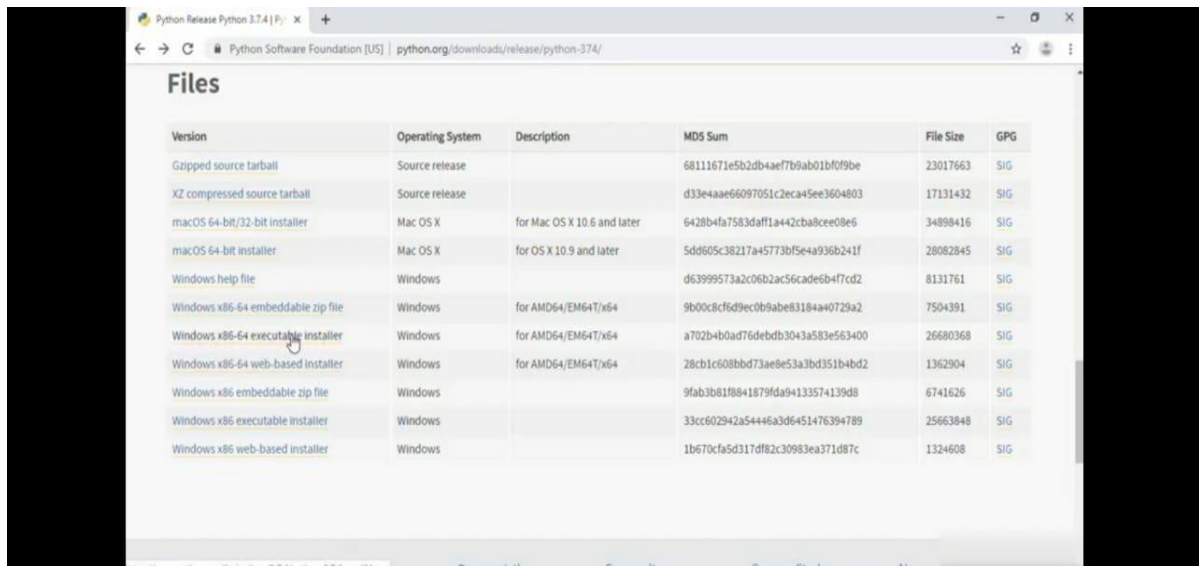 Python Release Python 3.7.4 | Py
Python Software Foundation [US] | python.org/downloads/release/python-374/
Files
Version Operating System Description MD5 Sum File Size GPG
Gzipped source tarball Source release 68111671e5b2db4aef7b9ab01bf0f9be 23017663 SIG
XZ compressed source tarball Source release d33e4aae66097051c2eca45ee3604803 17131432 SIG
macOS 64-bit/32-bit installer Mac OS X for Mac OS X 10.6 and later 6428b4fa7583daff1a442cba8cee08e6 34898416 SIG
macOS 64-bit installer Mac OS X for OS X 10.9 and later 5dd605c38217a45773bf5e4a936b241f 28082845 SIG
Windows help file Windows d63999573a2c06b2ac56cade6b4f7cd2 8131761 SIG
Windows x86-64 embeddable zip file Windows for AMD64/EM64T/x64 9b00c8cf6d9ec0b9abe83184a40729a2 7504391 SIG
Windows x86-64 executable installer Windows for AMD64/EM64T/x64 a702b4b0ad76debdb3043a583e563400 26680368 SIG
Windows x86-64 web-based installer Windows for AMD64/EM64T/x64 28cb1c608bbd73ae8e53a3bd351b4bd2 1362904 SIG
Windows x86 embeddable zip file Windows 9fab3b81f8841879fda94133574139d8 6741626 SIG
Windows x86 executable installer Windows 33cc602942a54446a3d6451476394789 25663848 SIG
Windows x86 web-based installer Windows 1b670cfa5d317df82c30983ea371d87c 1324608 SIG